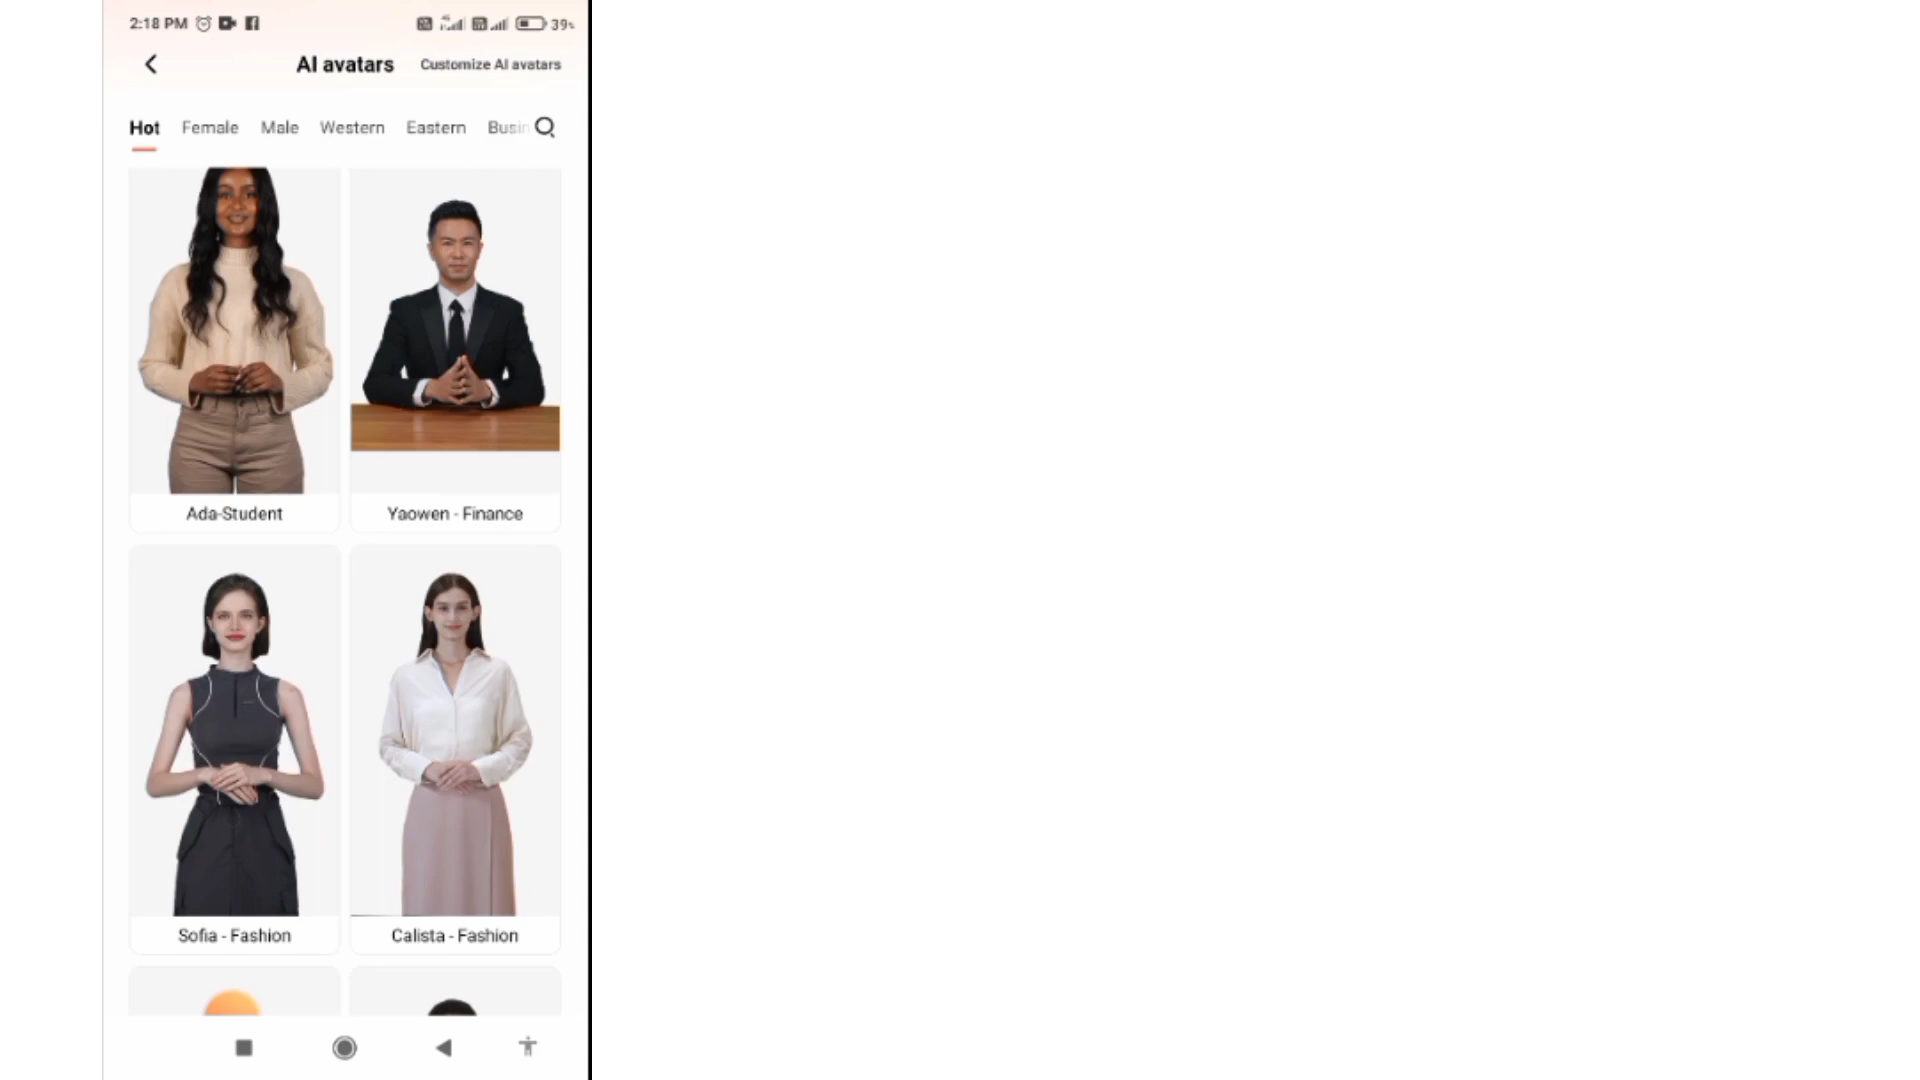 2:18 PM 39%
AI avatars Customize AI avatars
Hot Female Male Western Eastern Busin
Ada-Student Yaowen - Finance
Sofia - Fashion Calista - Fashion